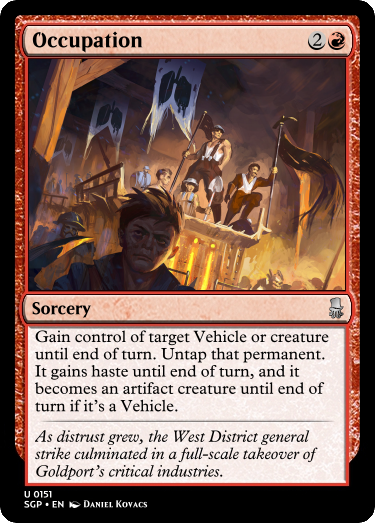 Occupation 2
Sorcery
Gain control of target Vehicle or creature
until end of turn. Untap that permanent.
It gains haste until end of turn, and it
becomes an artifact creature until end of
turn if it's a Vehicle.
As distrust grew, the West District general
strike culminated in a full-scale takeover of
Goldport's critical industries.
U 0151
SGP • EN Daniel Kovacs